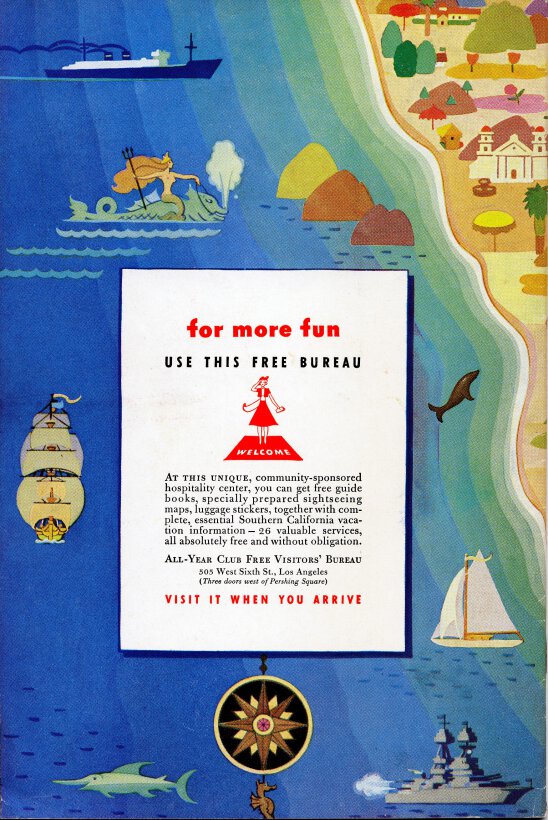 for more fun
USE THIS FREE BUREAU
WELCOME
AT THIS UNIQUE, community-sponsored
hospitality center, you can get free guide
books, specially prepared sightseeing
maps, luggage stickers, together with com-
plete, essential Southern California vaca-
tion information — 26 valuable services,
all absolutely free and without obligation.
ALL-YEAR CLUB FREE VISITORS' BUREAU
505 West Sixth St., Los Angeles
(Three doors west of Pershing Square)
VISIT IT WHEN YOU ARRIVE